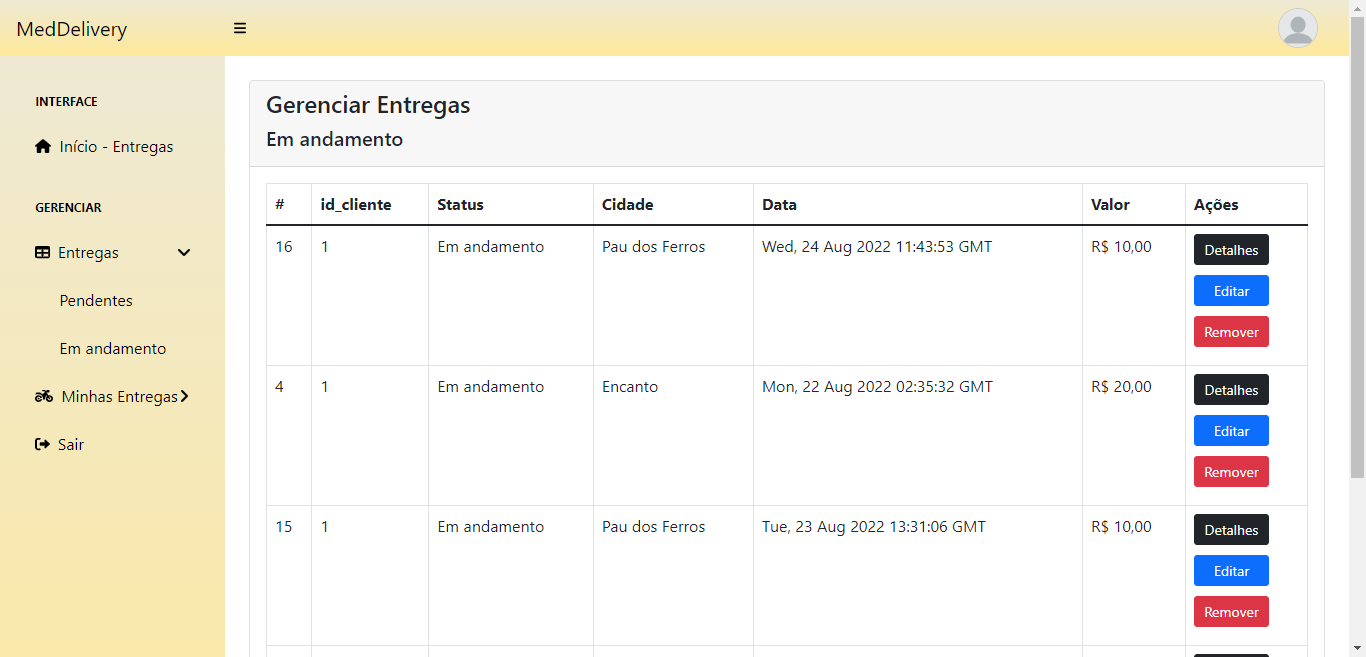 MedDelivery
INTERFACE
Início - Entregas
GERENCIAR
Entregas
Pendentes
Em andamento
Minhas Entregas
Sair
Gerenciar Entregas
Em andamento
# id_cliente Status Cidade Data Valor Ações
16 1 Em andamento Pau dos Ferros Wed, 24 Aug 2022 11:43:53 GMT R$ 10,00 Detalhes
Editar
Remover
4 1 Em andamento Encanto Mon, 22 Aug 2022 02:35:32 GMT R$ 20,00 Detalhes
Editar
Remover
15 1 Em andamento Pau dos Ferros Tue, 23 Aug 2022 13:31:06 GMT R$ 10,00 Detalhes
Editar
Remover